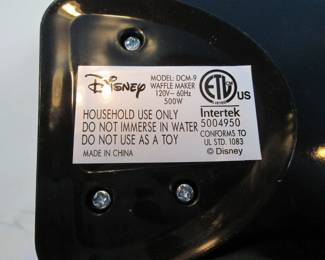 Disney
MODEL: DCM-9
WAFFLE MAKER
120V~ 60Hz
500W
HOUSEHOLD USE ONLY
DO NOT IMMERSE IN WATER
DO NOT USE AS A TOY
MADE IN CHINA
ETL US
Intertek
5004950
CONFORMS TO
UL STD. 1083
© Disney